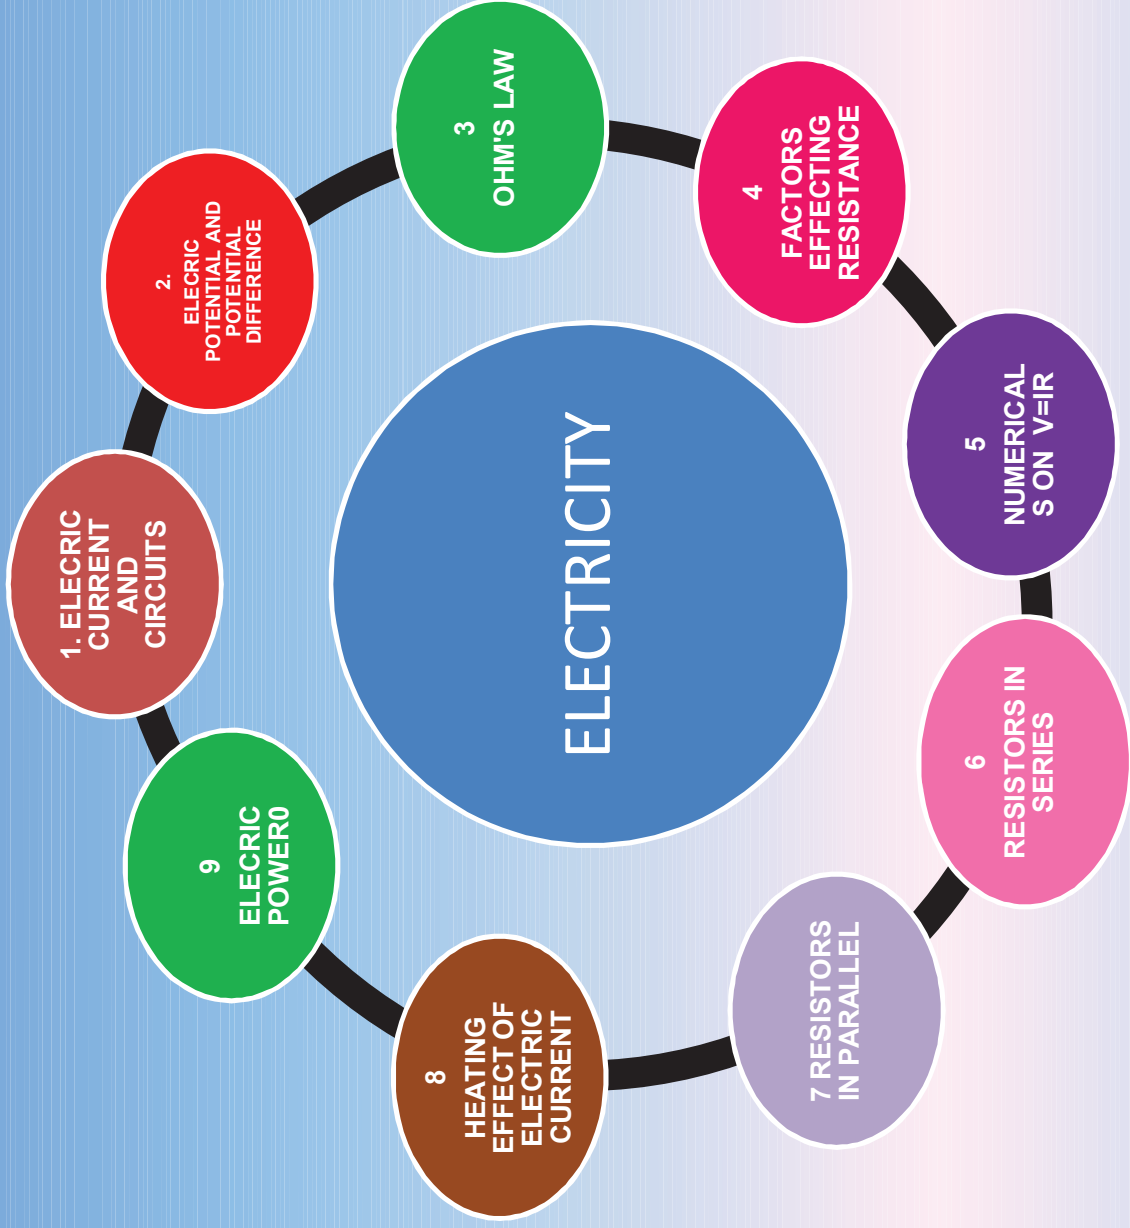 ELECTRICITY
1. ELECRIC
CURRENT
AND
CIRCUITS
2.
ELECRIC
POTENTIAL AND
POTENTIAL
DIFFERENCE
3
OHM'S LAW
4
FACTORS
EFFECTING
RESISTANCE
5
NUMERICAL
S ON V=IR
6
RESISTORS IN
SERIES
7 RESISTORS
IN PARALLEL
8
HEATING
EFFECT OF
ELECTRIC
CURRENT
9
ELECRIC
POWER0